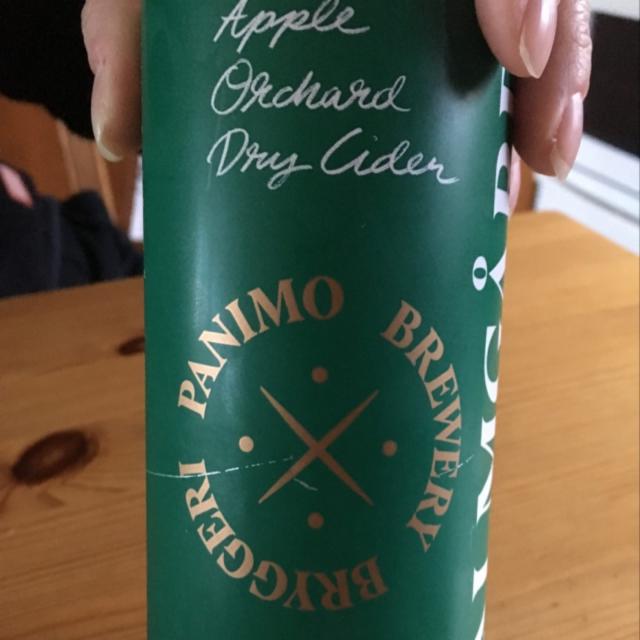 Apple
Orchard
Dry Cider
PANIMO
BREWERY
BRYGGERI